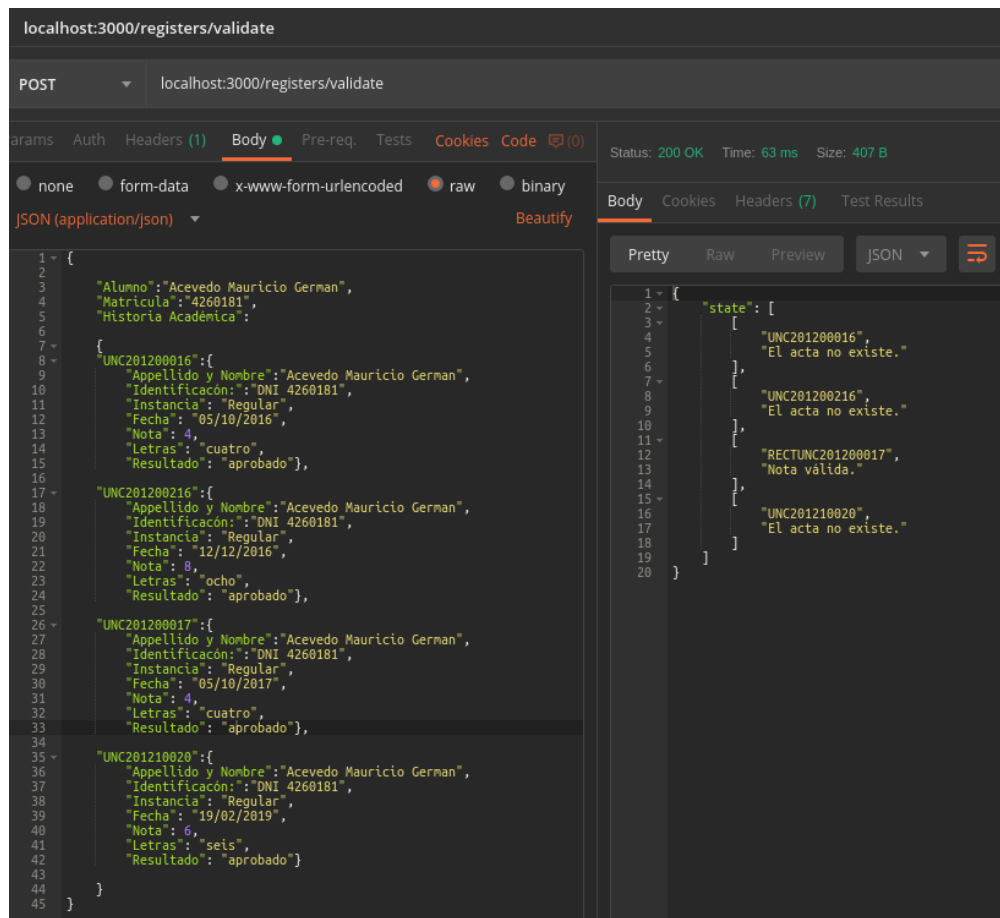 localhost:3000/registers/validate
POST localhost:3000/registers/validate
arams Auth Headers (1) Body Pre-req. Tests Cookies Code (0)
none form-data x-www-form-urlencoded raw binary
JSON (application/json) Beautify
1 {
2
3 "Alumno":"Acevedo Mauricio German",
4 "Matricula":"4260181",
5 "Historia Académica":
6
7 {
8 "UNC201200016":{
9 "Appellido y Nombre":"Acevedo Mauricio German",
10 "Identificacón:":"DNI 4260181",
11 "Instancia": "Regular",
12 "Fecha": "05/10/2016",
13 "Nota": 4,
14 "Letras": "cuatro",
15 "Resultado": "aprobado"},
16
17 "UNC201200216":{
18 "Appellido y Nombre":"Acevedo Mauricio German",
19 "Identificacón:":"DNI 4260181",
20 "Instancia": "Regular",
21 "Fecha": "12/12/2016",
22 "Nota": 8,
23 "Letras": "ocho",
24 "Resultado": "aprobado"},
25
26 "UNC201200017":{
27 "Appellido y Nombre":"Acevedo Mauricio German",
28 "Identificacón:":"DNI 4260181",
29 "Instancia": "Regular",
30 "Fecha": "05/10/2017",
31 "Nota": 4,
32 "Letras": "cuatro",
33 "Resultado": "aprobado"},
34
35 "UNC201210020":{
36 "Appellido y Nombre":"Acevedo Mauricio German",
37 "Identificacón:":"DNI 4260181",
38 "Instancia": "Regular",
39 "Fecha": "19/02/2019",
40 "Nota": 6,
41 "Letras": "seis",
42 "Resultado": "aprobado"}
43
44 }
45 }
Status: 200 OK Time: 63 ms Size: 407 B
Body Cookies Headers (7) Test Results
Pretty Raw Preview JSON
1 {
2 "state": [
3 [
4 "UNC201200016",
5 "El acta no existe."
6 ],
7 [
8 "UNC201200216",
9 "El acta no existe."
10 ],
11 [
12 "RECTUNC201200017",
13 "Nota válida."
14 ],
15 [
16 "UNC201210020",
17 "El acta no existe."
18 ]
19 ]
20 }